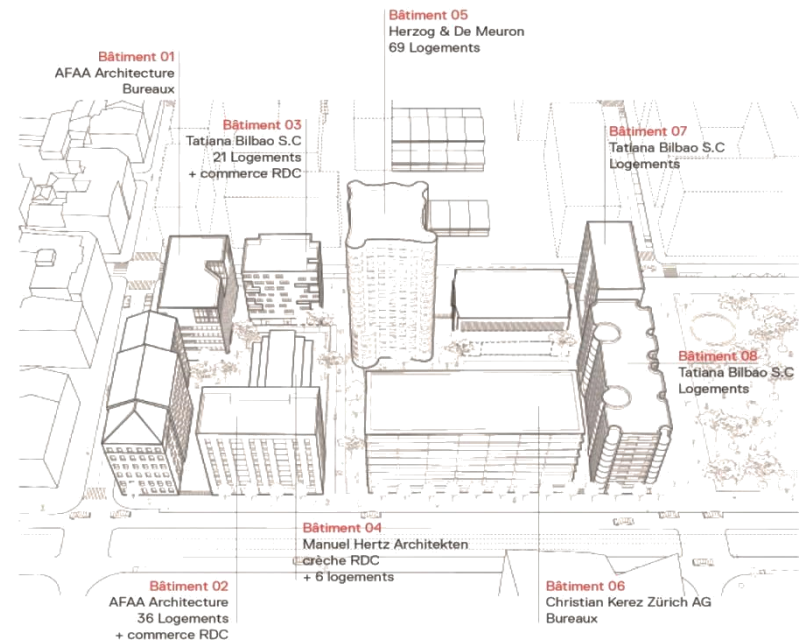 Bâtiment 05
Herzog & De Meuron
69 Logements
Bâtiment 01
AFAA Architecture
Bureaux
Bâtiment 03
Tatiana Bilbao S.C
21 Logements
+ commerce RDC
Bâtiment 07
Tatiana Bilbao S.C
Logements
Bâtiment 08
Tatiana Bilbao S.C
Logements
Bâtiment 04
Manuel Hertz Architekten
crèche RDC
+ 6 logements
Bâtiment 02
AFAA Architecture
36 Logements
+ commerce RDC
Bâtiment 06
Christian Kerez Zürich AG
Bureaux